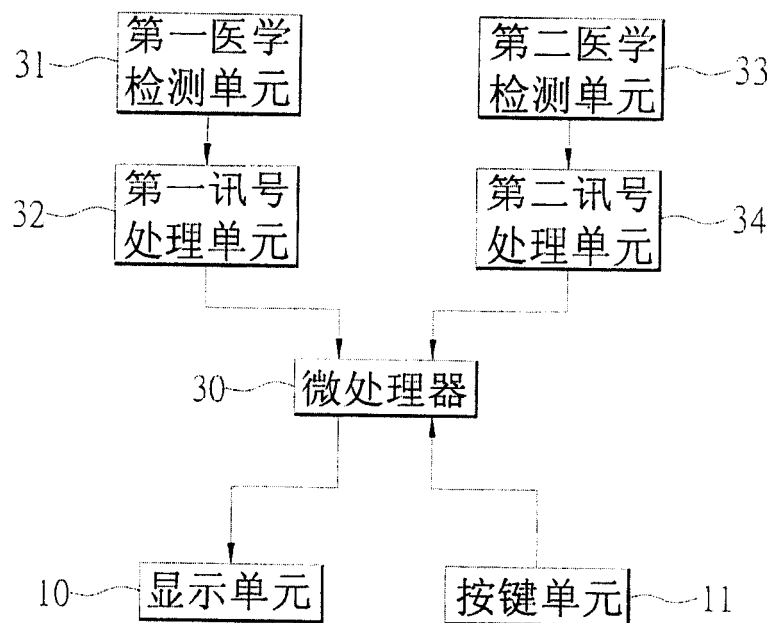 31
第一医学
检测单元
第二医学
检测单元
33
32
第一讯号
处理单元
第二讯号
处理单元
34
30
微处理器
10
显示单元
按键单元
11